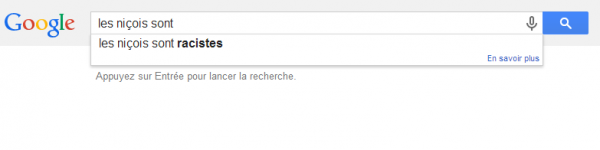 Google les niçois sont
les niçois sont racistes
En savoir plus
Appuyez sur Entrée pour lancer la recherche.